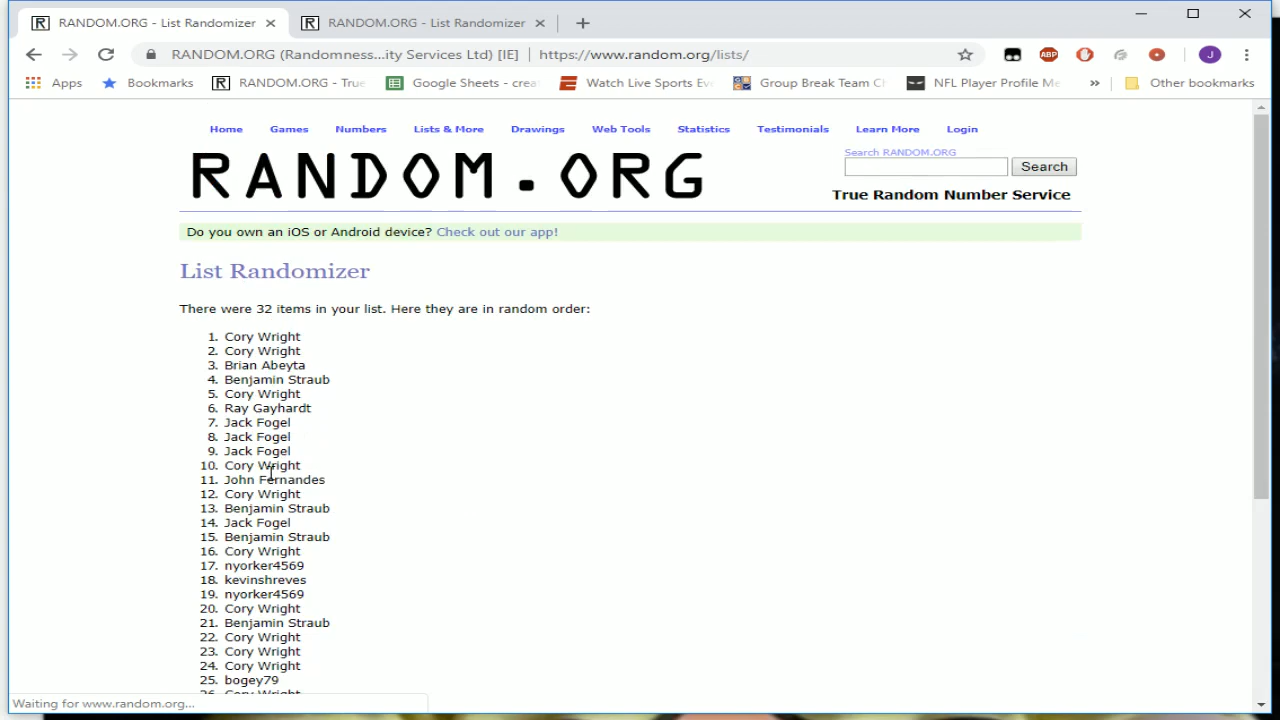 RANDOM.ORG - List Randomizer
RANDOM.ORG - List Randomizer
RANDOM.ORG (Randomness...ity Services Ltd) [IE] | https://www.random.org/lists/
ABP
J
Apps
Bookmarks
RANDOM.ORG - True
Google Sheets - crea
Watch Live Sports Ev
Group Break Team C
NFL Player Profile Me
»
Other bookmarks
Home Games Numbers Lists & More Drawings Web Tools Statistics Testimonials Learn More Login
Search RANDOM.ORG
RANDOM.ORG
Search
True Random Number Service
Do you own an iOS or Android device? Check out our app!
List Randomizer
There were 32 items in your list. Here they are in random order:
1. Cory Wright
2. Cory Wright
3. Brian Abeyta
4. Benjamin Straub
5. Cory Wright
6. Ray Gayhardt
7. Jack Fogel
8. Jack Fogel
9. Jack Fogel
10. Cory Wright
11. John Fernandes
12. Cory Wright
13. Benjamin Straub
14. Jack Fogel
15. Benjamin Straub
16. Cory Wright
17. nyorker4569
18. kevinshreves
19. nyorker4569
20. Cory Wright
21. Benjamin Straub
22. Cory Wright
23. Cory Wright
24. Cory Wright
25. bogey79
26. Cory Wright
Waiting for www.random.org...